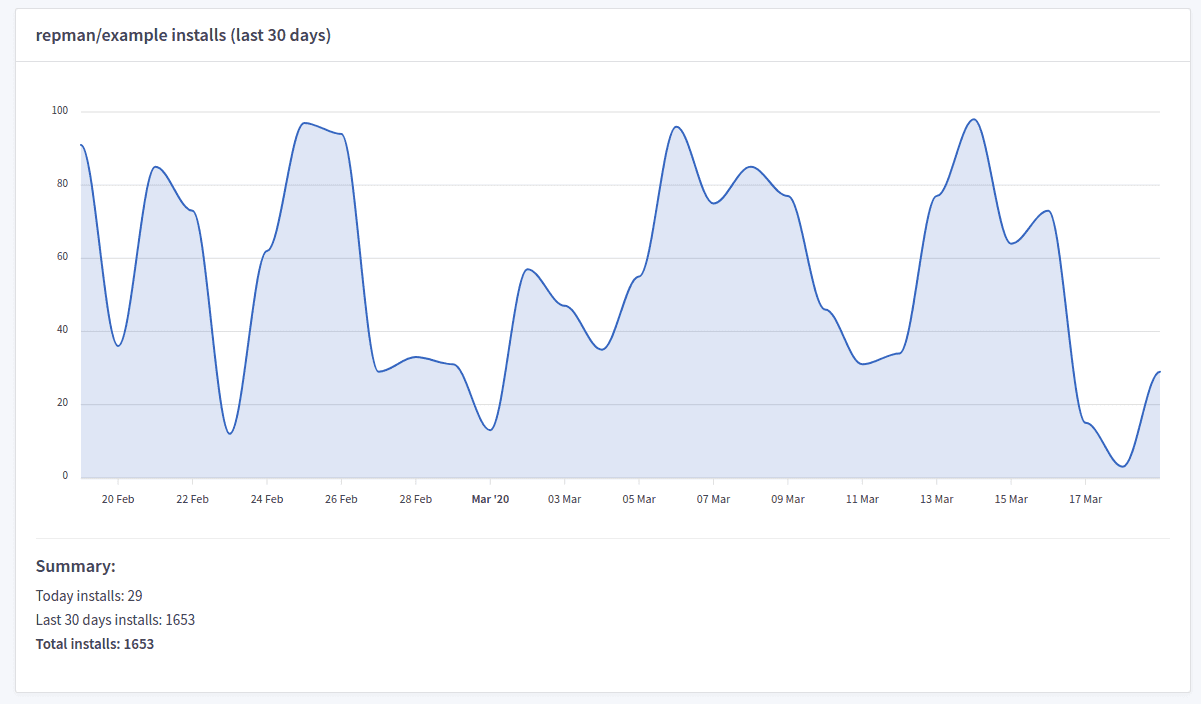 repman/example installs (last 30 days)
100
80
60
40
20
0
20 Feb 22 Feb 24 Feb 26 Feb 28 Feb Mar '20 03 Mar 05 Mar 07 Mar 09 Mar 11 Mar 13 Mar 15 Mar 17 Mar
Summary:
Today installs: 29
Last 30 days installs: 1653
Total installs: 1653